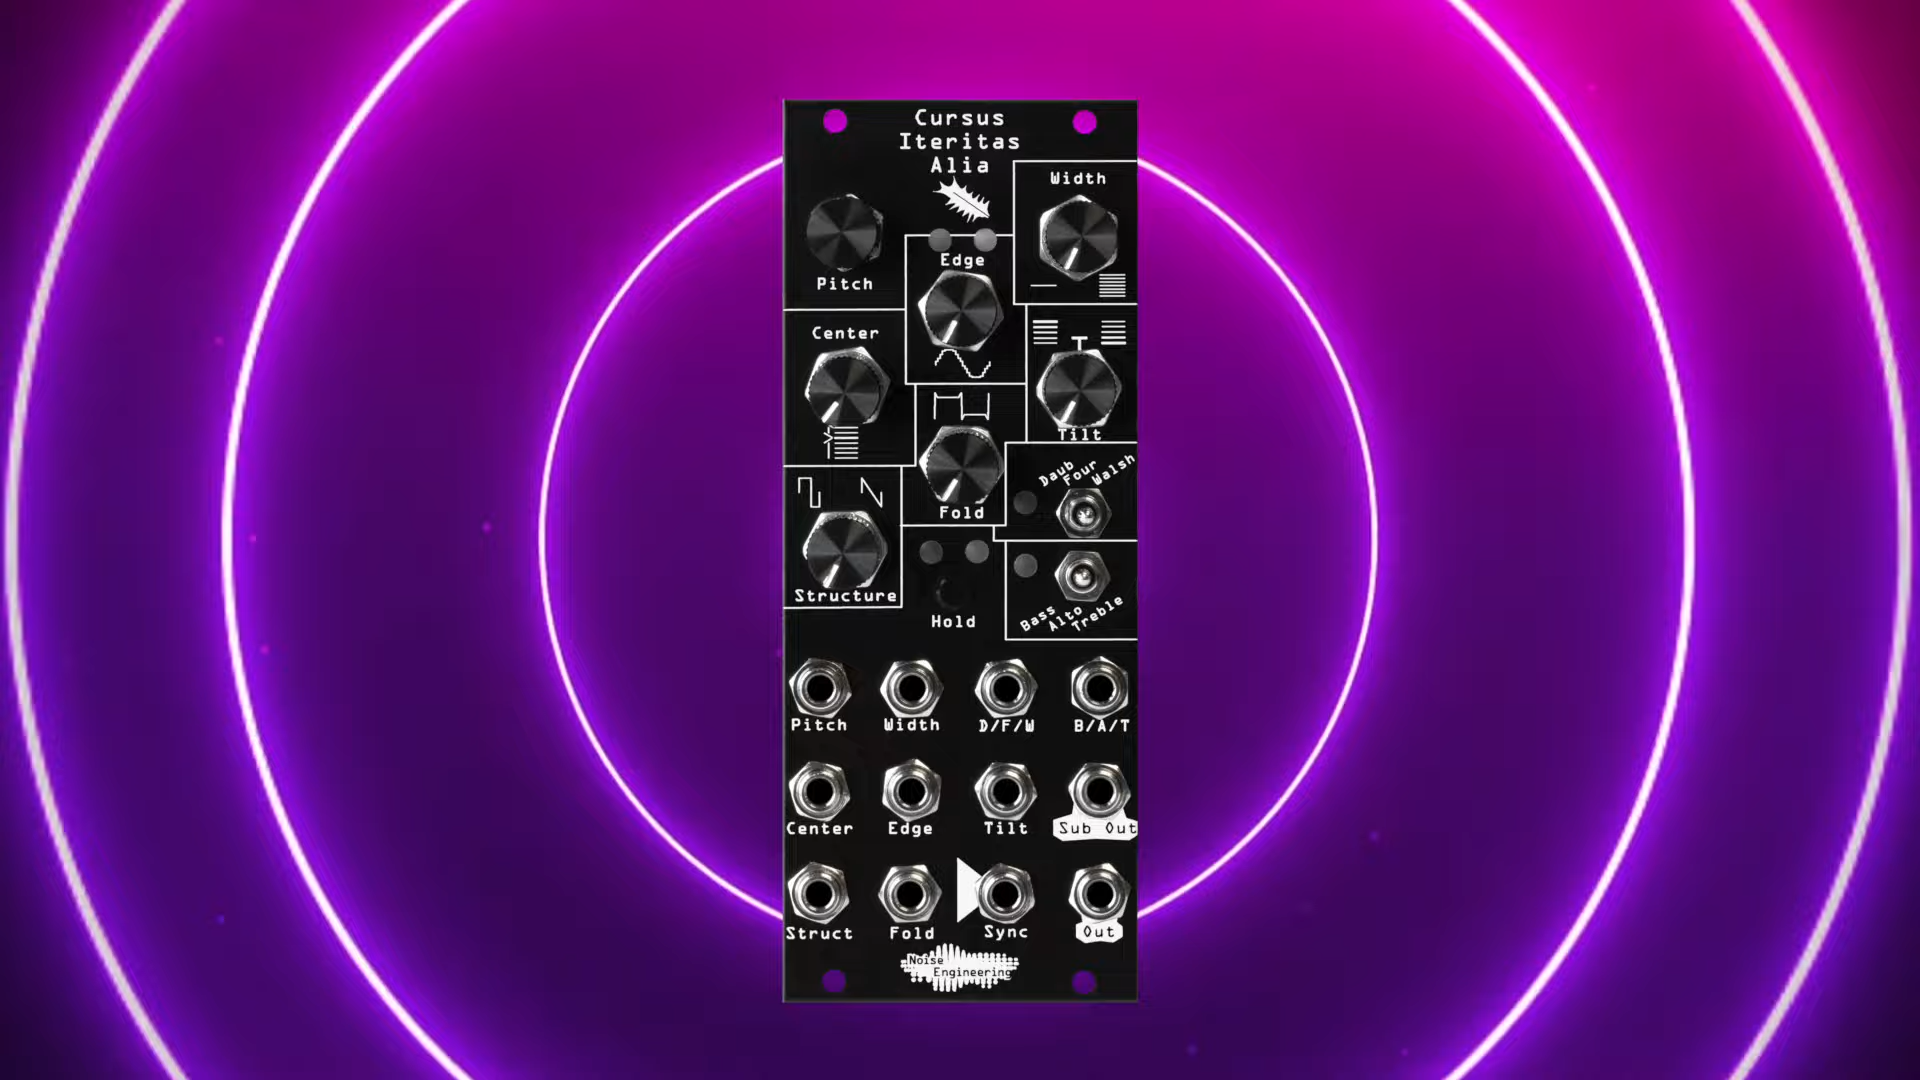 Cursus
Iteritas
Alia
Width
Edge
Pitch
Center
Tilt
Daub
Four
Walsh
Fold
Structure
Hold
Bass
Alto
Treble
Pitch Width D/F/W B/A/T
Center Edge Tilt Sub Out
Struct Fold Sync Out
Noise
Engineering